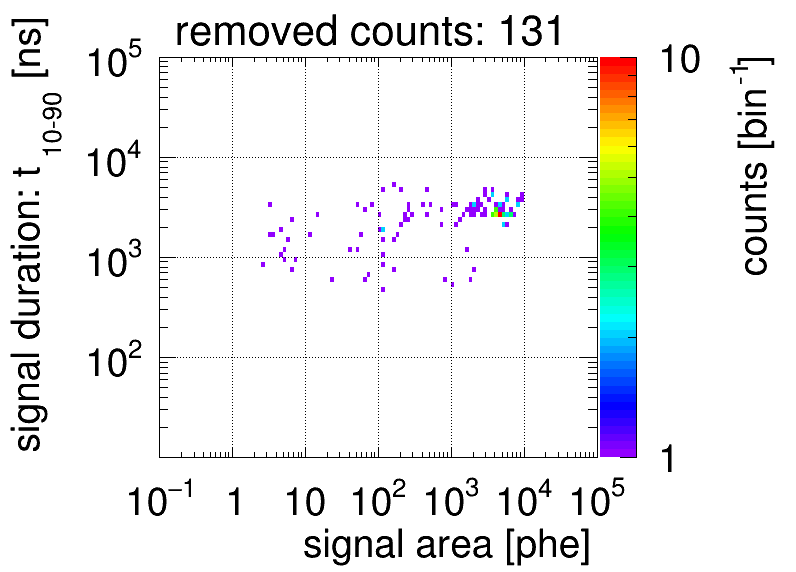 removed counts: 131
signal duration: t 10-90 [ns]
10^5
10^4
10^3
10^2
10^−1 1 10 10^2 10^3 10^4 10^5
signal area [phe]
10
1
counts [bin^-1]